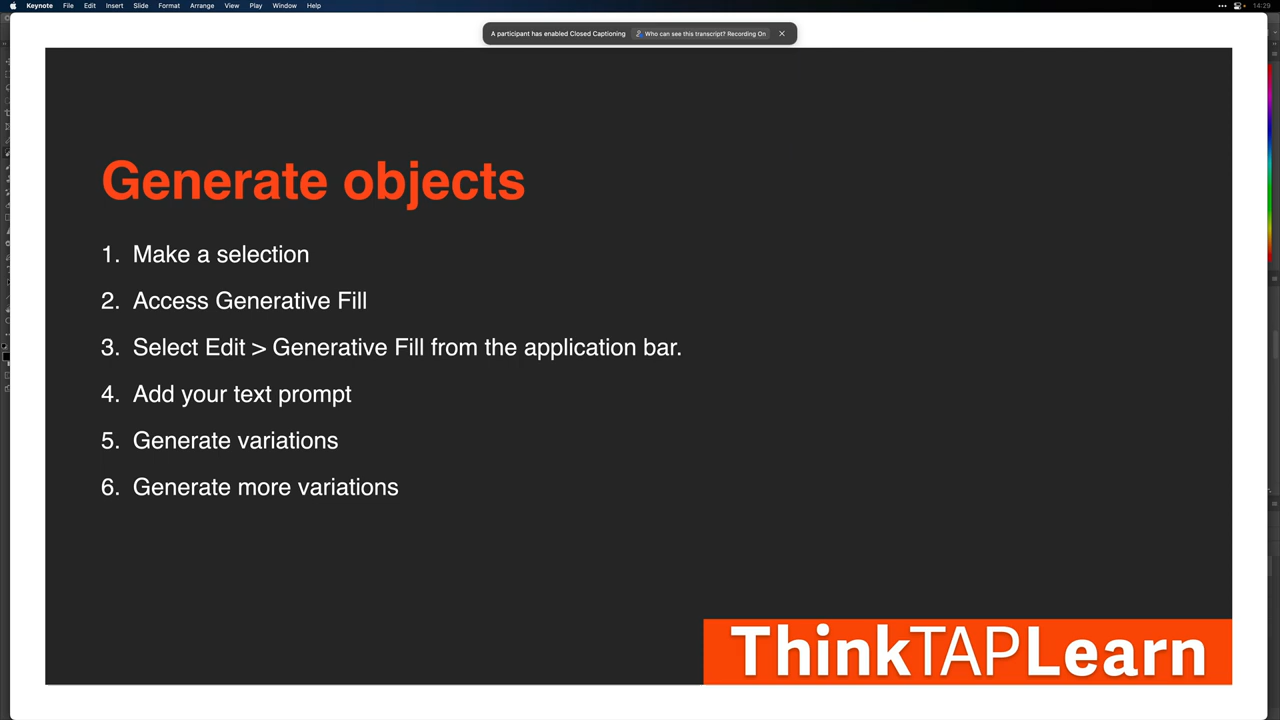 Keynote File Edit Insert Slide Format Arrange View Play Window Help 14:29
A participant has enabled Closed Captioning Who can see this transcript? Recording On
Generate objects
1. Make a selection
2. Access Generative Fill
3. Select Edit > Generative Fill from the application bar.
4. Add your text prompt
5. Generate variations
6. Generate more variations
ThinkTAPLearn